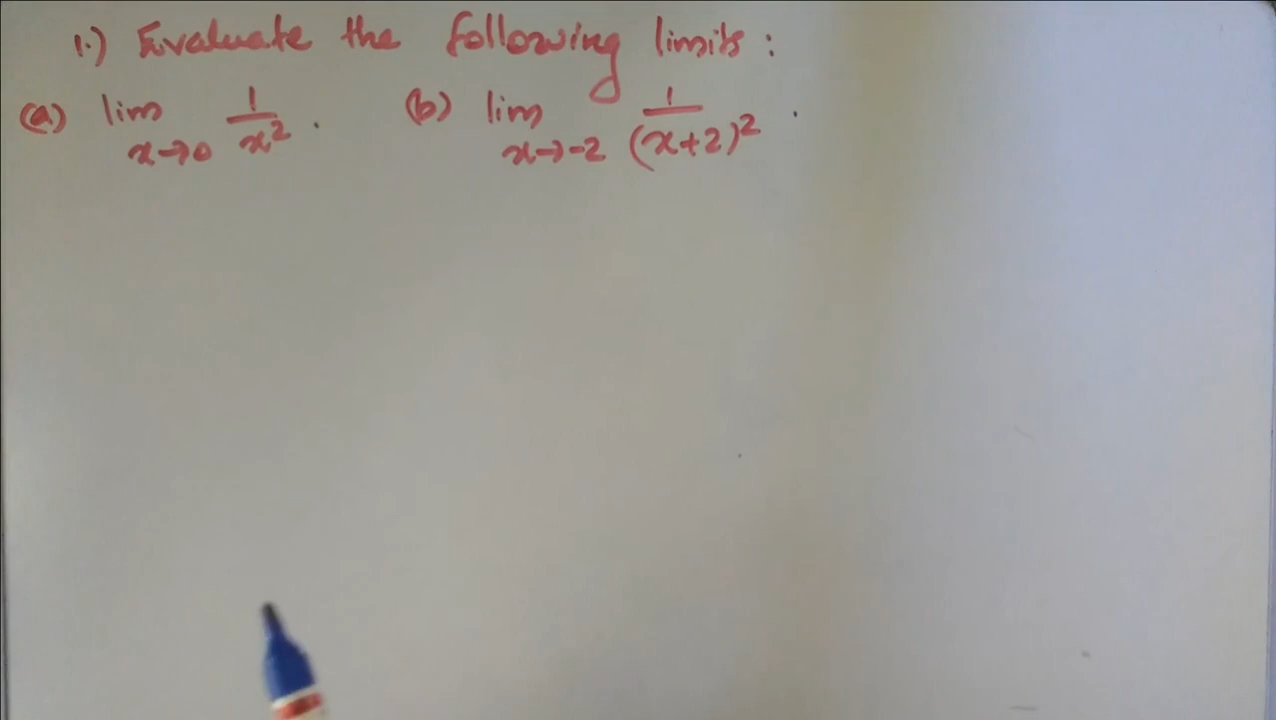 1.) Evaluate the following limits :
(a) lim x→0 1/x². (b) lim x→-2 1/(x+2)².